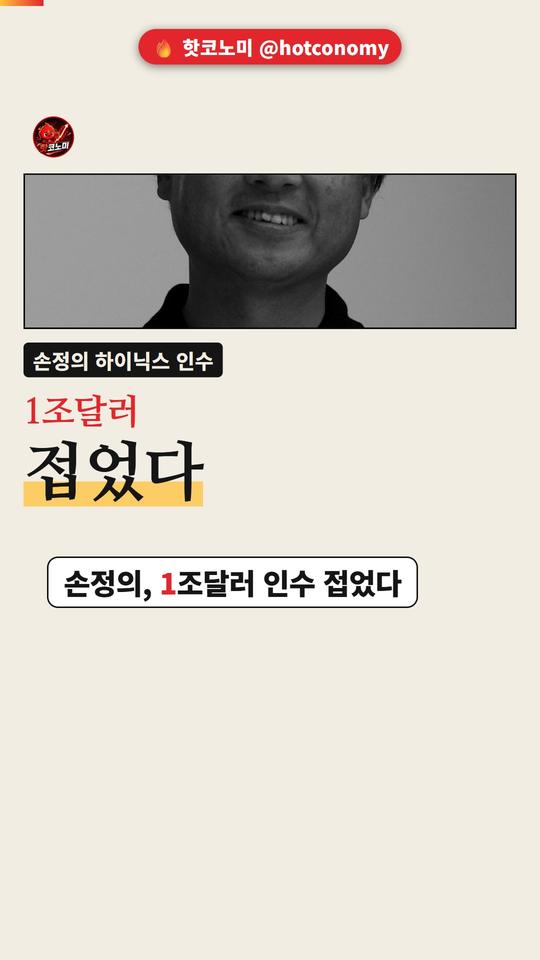 🔥 핫코노미 @hotconomy
핫코노미
손정의 하이닉스 인수
1조달러
접었다
손정의, 1조달러 인수 접었다